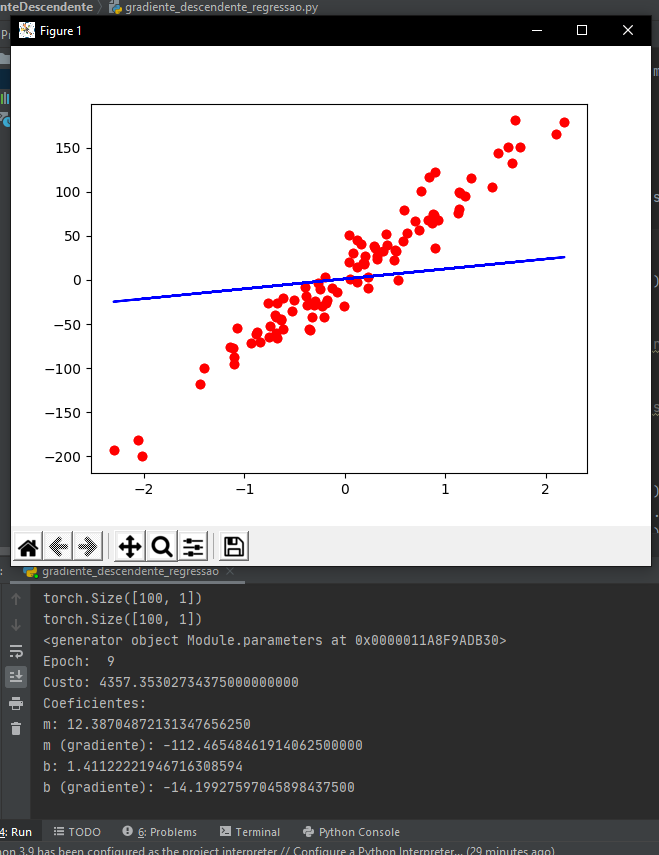 nteDescendente gradiente_descendente_regressao.py
Figure 1
150
100
50
0
−50
−100
−150
−200
−2 −1 0 1 2
gradiente_descendente_regressao
torch.Size([100, 1])
torch.Size([100, 1])
<generator object Module.parameters at 0x0000011A8F9ADB30>
Epoch:  9
Custo: 4357.35302734375000000000
Coeficientes:
m: 12.38704872131347656250
m (gradiente): -112.46548461914062500000
b: 1.41122221946716308594
b (gradiente): -14.19927597045898437500
4: Run TODO 6: Problems Terminal Python Console
hon 3.9 has been configured as the project interpreter // Configure a Python Interpreter... (29 minutes ago)